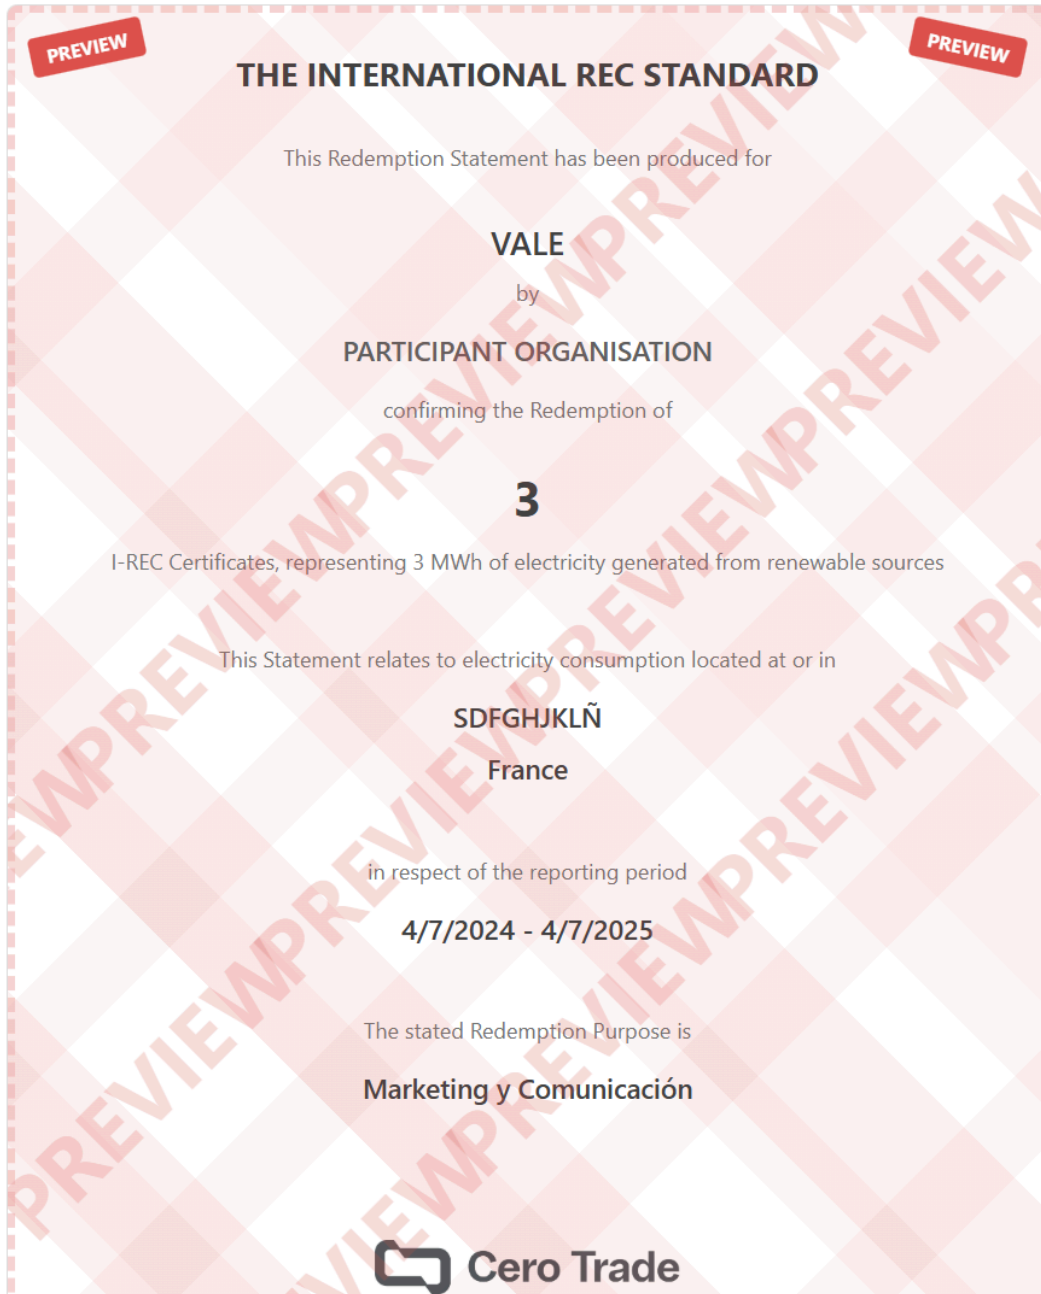 PREVIEW
PREVIEW
THE INTERNATIONAL REC STANDARD
This Redemption Statement has been produced for
VALE
by
PARTICIPANT ORGANISATION
confirming the Redemption of
3
I-REC Certificates, representing 3 MWh of electricity generated from renewable sources
This Statement relates to electricity consumption located at or in
SDFGHJKLÑ
France
in respect of the reporting period
4/7/2024 - 4/7/2025
The stated Redemption Purpose is
Marketing y Comunicación
Cero Trade